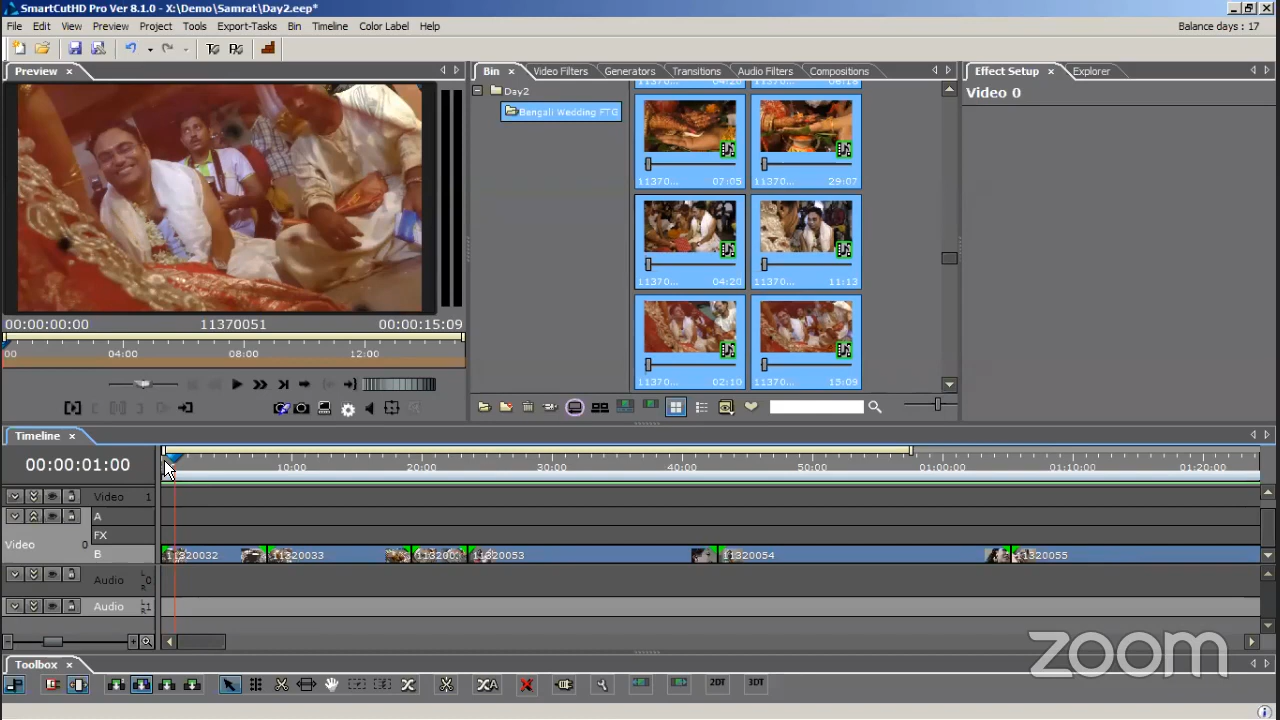 SmartCutHD Pro Ver 8.1.0 - X:\Demo\Samrat\Day2.eep*
File Edit View Preview Project Tools Export-Tasks Bin Timeline Color Label Help
Balance days : 17
Preview
00:00:00:00 11370051 00:00:15:09
00 04:00 08:00 12:00
Bin Video Filters Generators Transitions Audio Filters Compositions
Day2
Bengali Wedding FTG
11370... 07:05 11370... 29:07
11370... 04:20 11370... 11:13
11370... 02:10 11370... 15:09
Effect Setup Explorer
Video 0
Timeline
00:00:01:00
10:00 20:00 30:00 40:00 50:00 01:00:00 01:10:00 01:20:00
Video 1
A
FX
Video 0
B
11320032 11320033 11320053 11320054 11320055
Audio 0 L R
Audio 1 L R
Toolbox
2DT 3DT
zoom